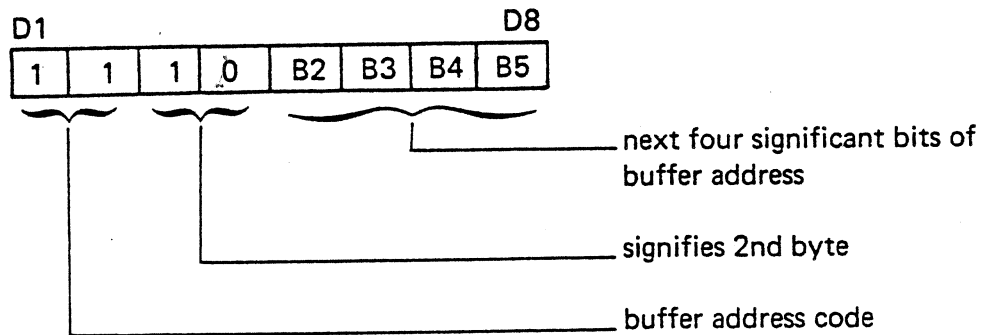 D1 D8
1 1 1 0 B2 B3 B4 B5
next four significant bits of
buffer address
signifies 2nd byte
buffer address code